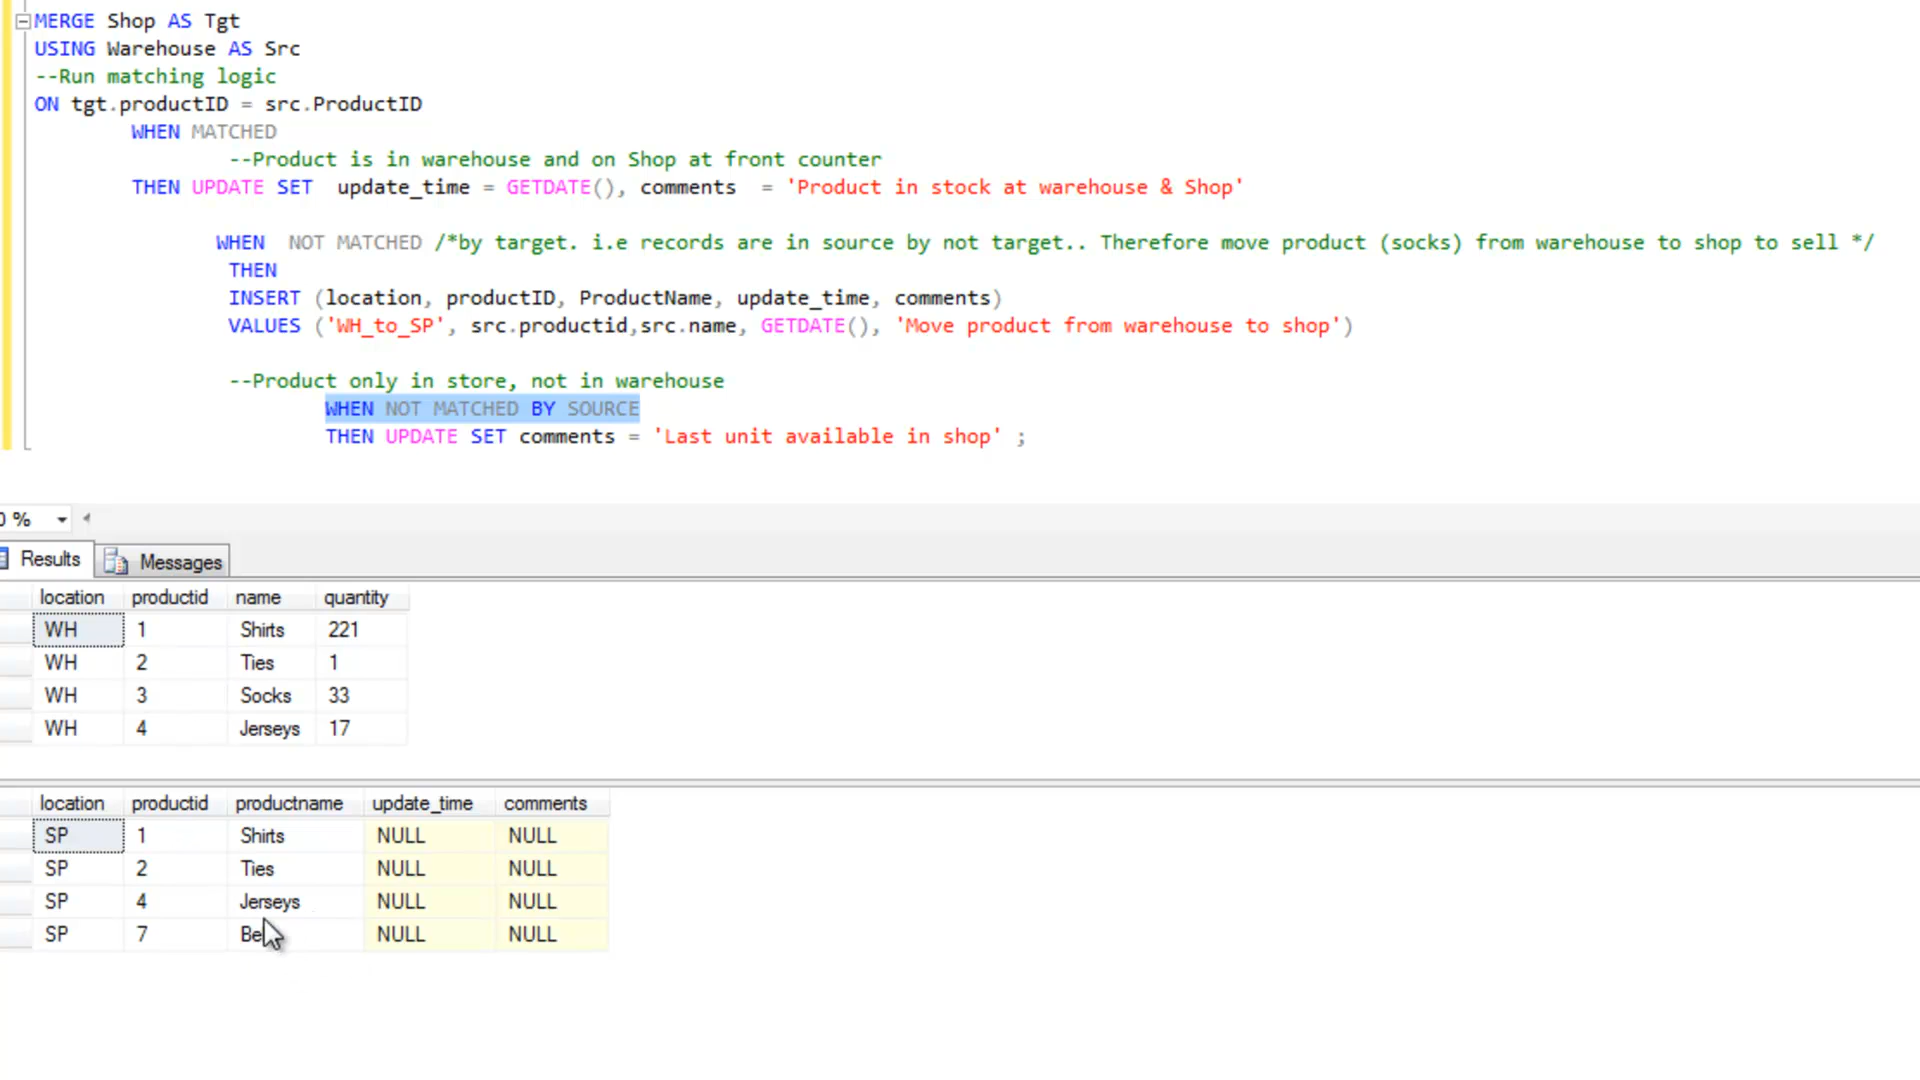 MERGE Shop AS Tgt
USING Warehouse AS Src
--Run matching logic
ON tgt.productID = src.ProductID
WHEN MATCHED
--Product is in warehouse and on Shop at front counter
THEN UPDATE SET  update_time = GETDATE(), comments  = 'Product in stock at warehouse & Shop'
WHEN  NOT MATCHED /*by target. i.e records are in source by not target.. Therefore move product (socks) from warehouse to shop to sell */
THEN
INSERT (location, productID, ProductName, update_time, comments)
VALUES ('WH_to_SP', src.productid,src.name, GETDATE(), 'Move product from warehouse to shop')
--Product only in store, not in warehouse
WHEN NOT MATCHED BY SOURCE
THEN UPDATE SET comments = 'Last unit available in shop' ;
0 %
Results Messages
location productid name quantity
WH 1 Shirts 221
WH 2 Ties 1
WH 3 Socks 33
WH 4 Jerseys 17
location productid productname update_time comments
SP 1 Shirts NULL NULL
SP 2 Ties NULL NULL
SP 4 Jerseys NULL NULL
SP 7 NULL NULL